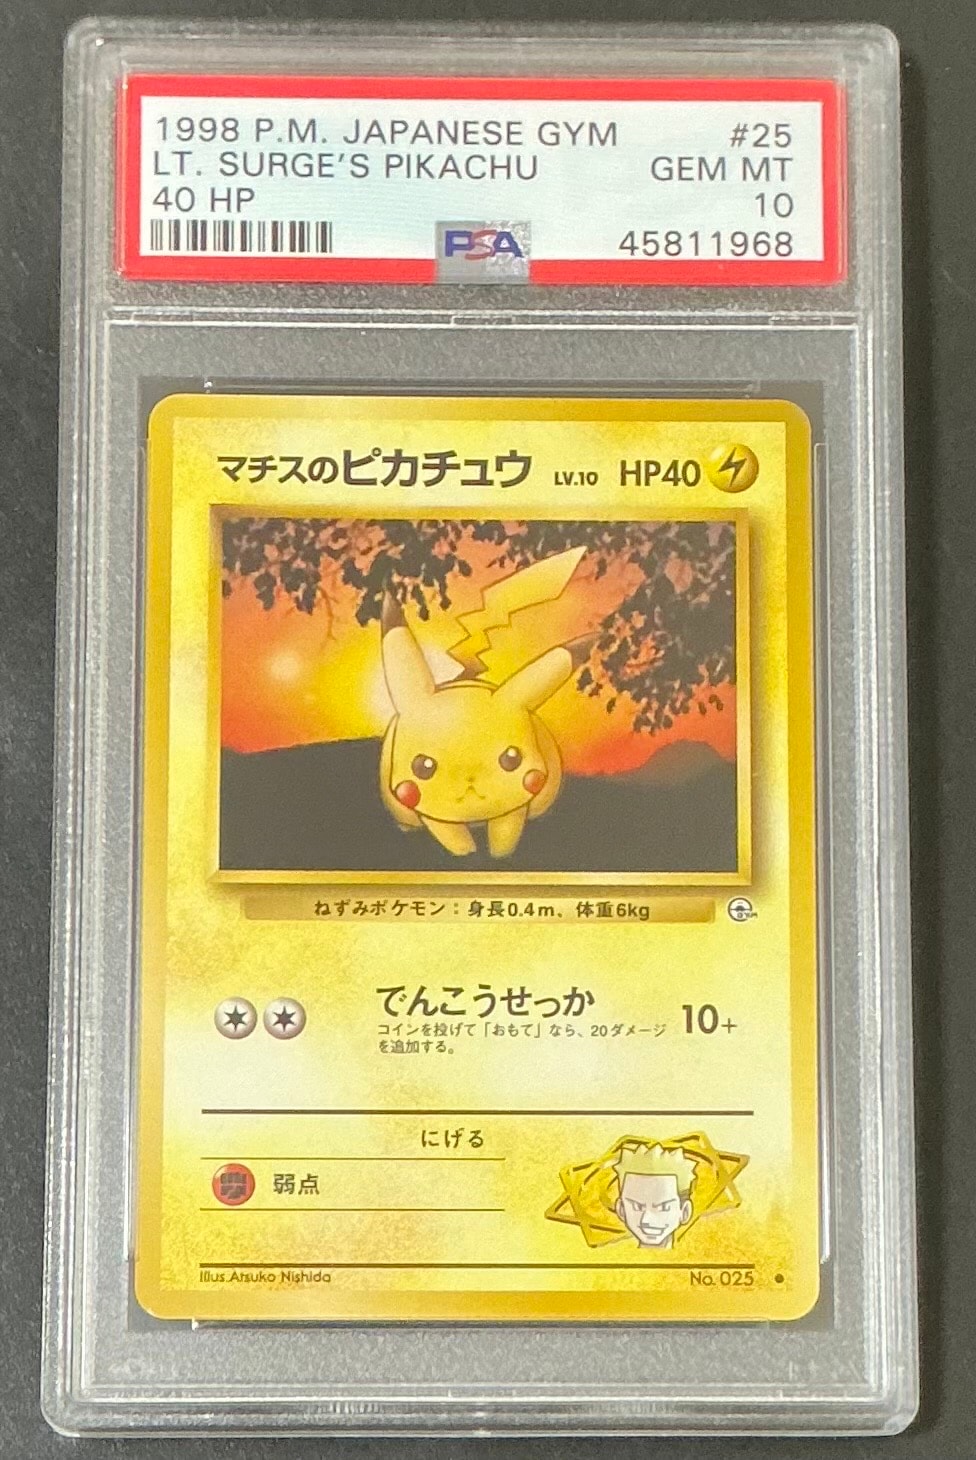 1998 P.M. JAPANESE GYM #25
LT. SURGE'S PIKACHU GEM MT
40 HP 10
PSA 45811968
マチスのピカチュウ LV.10 HP40
ねずみポケモン：身長0.4m、体重6kg
GYM
でんこうせっか 10+
コインを投げて「おもて」なら、20ダメージ
を追加する。
にげる
弱点
Illus.Atsuko Nishida No. 025 ●